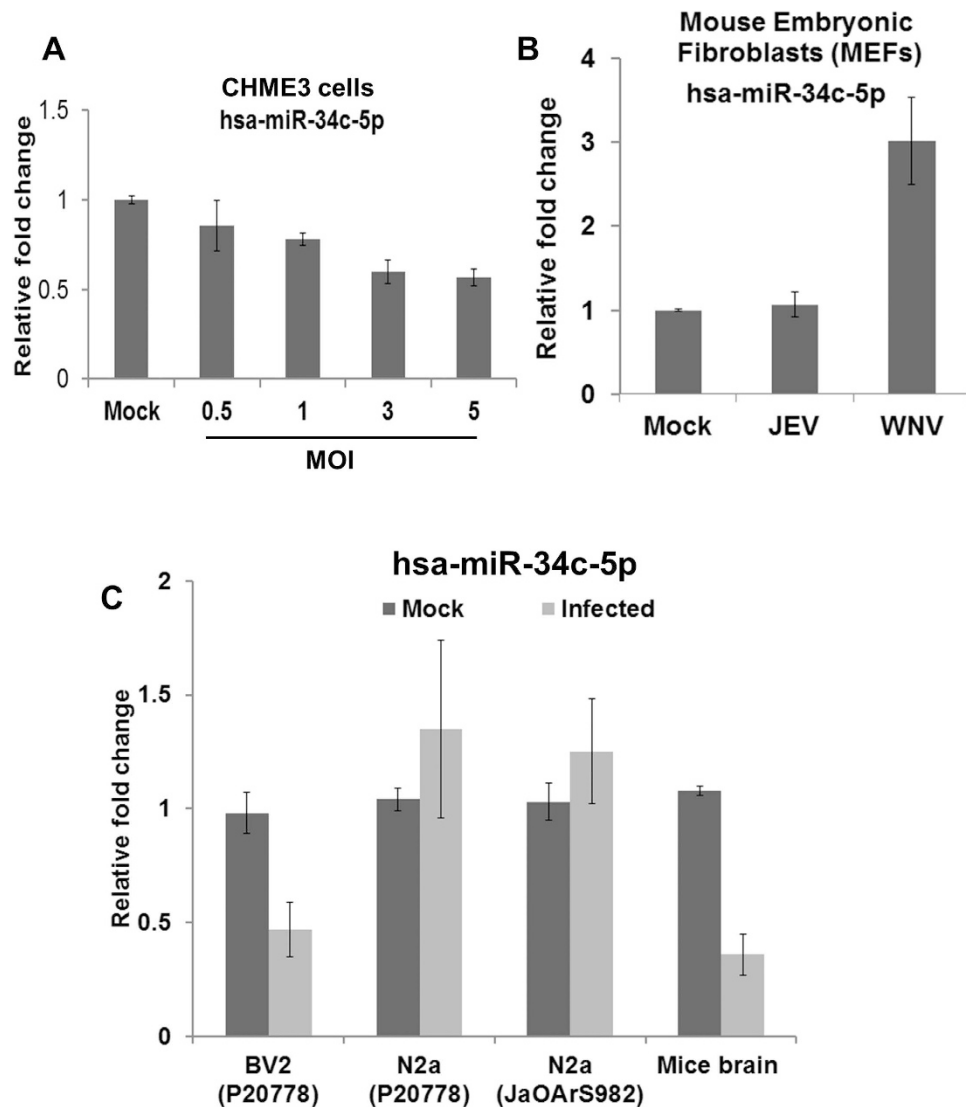 A
CHME3 cells
hsa-miR-34c-5p
Relative fold change
1.5
1
0.5
0
Mock 0.5 1 3 5
MOI
B
Mouse Embryonic
Fibroblasts (MEFs)
hsa-miR-34c-5p
Relative fold change
4
3
2
1
0
Mock JEV WNV
C
hsa-miR-34c-5p
Mock Infected
Relative fold change
2
1.5
1
0.5
0
BV2 N2a N2a Mice brain
(P20778) (P20778) (JaOArS982)